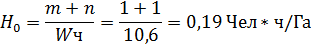 H₀ = (m + n)/(Wч) = (1 + 1)/(10,6) = 0,19 Чел * ч/Га